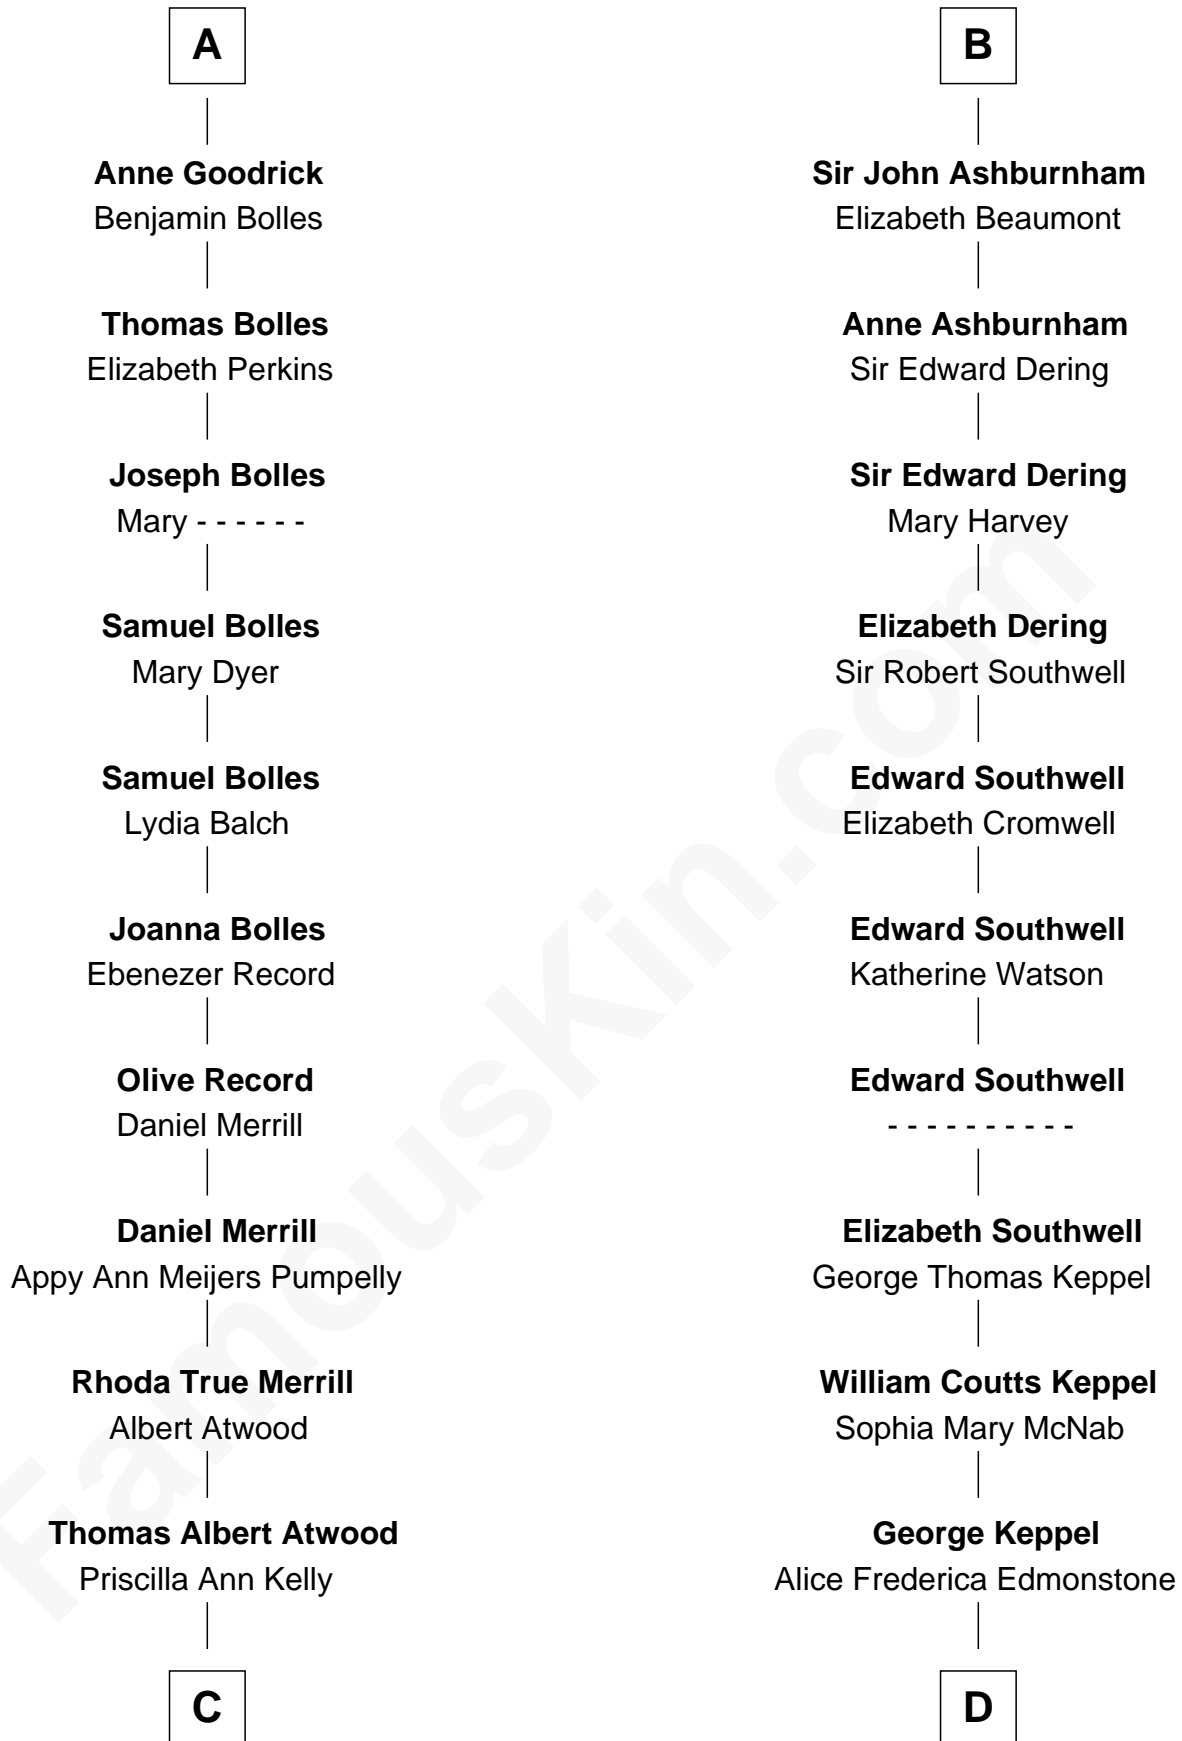 A
Anne Goodrick
Benjamin Bolles
Thomas Bolles
Elizabeth Perkins
Joseph Bolles
Mary - - - - - -
Samuel Bolles
Mary Dyer
Samuel Bolles
Lydia Balch
Joanna Bolles
Ebenezer Record
Olive Record
Daniel Merrill
Daniel Merrill
Appy Ann Meijers Pumpelly
Rhoda True Merrill
Albert Atwood
Thomas Albert Atwood
Priscilla Ann Kelly
C
B
Sir John Ashburnham
Elizabeth Beaumont
Anne Ashburnham
Sir Edward Dering
Sir Edward Dering
Mary Harvey
Elizabeth Dering
Sir Robert Southwell
Edward Southwell
Elizabeth Cromwell
Edward Southwell
Katherine Watson
Edward Southwell
- - - - - - - - - -
Elizabeth Southwell
George Thomas Keppel
William Coutts Keppel
Sophia Mary McNab
George Keppel
Alice Frederica Edmonstone
D
FamousKin.com